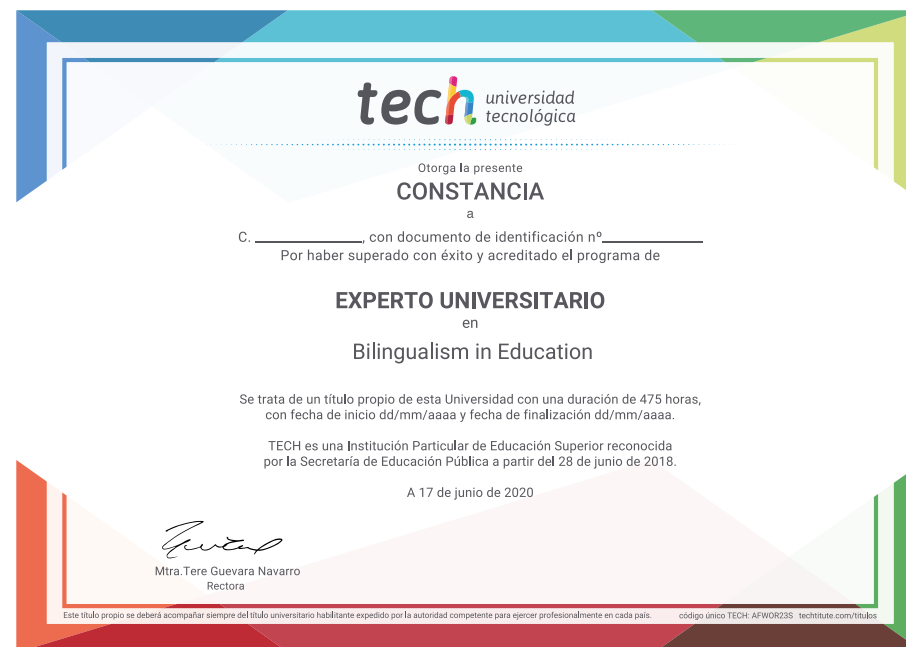 tech universidad
tecnológica
Otorga la presente
CONSTANCIA
a
C. ______________, con documento de identificación nº______________
Por haber superado con éxito y acreditado el programa de
EXPERTO UNIVERSITARIO
en
Bilingualism in Education
Se trata de un título propio de esta Universidad con una duración de 475 horas,
con fecha de inicio dd/mm/aaaa y fecha de finalización dd/mm/aaaa.
TECH es una Institución Particular de Educación Superior reconocida
por la Secretaría de Educación Pública a partir del 28 de junio de 2018.
A 17 de junio de 2020
Mtra.Tere Guevara Navarro
Rectora
Este título propio se deberá acompañar siempre del título universitario habilitante expedido por la autoridad competente para ejercer profesionalmente en cada país. código único TECH: AFWOR23S techtitute.com/titulos